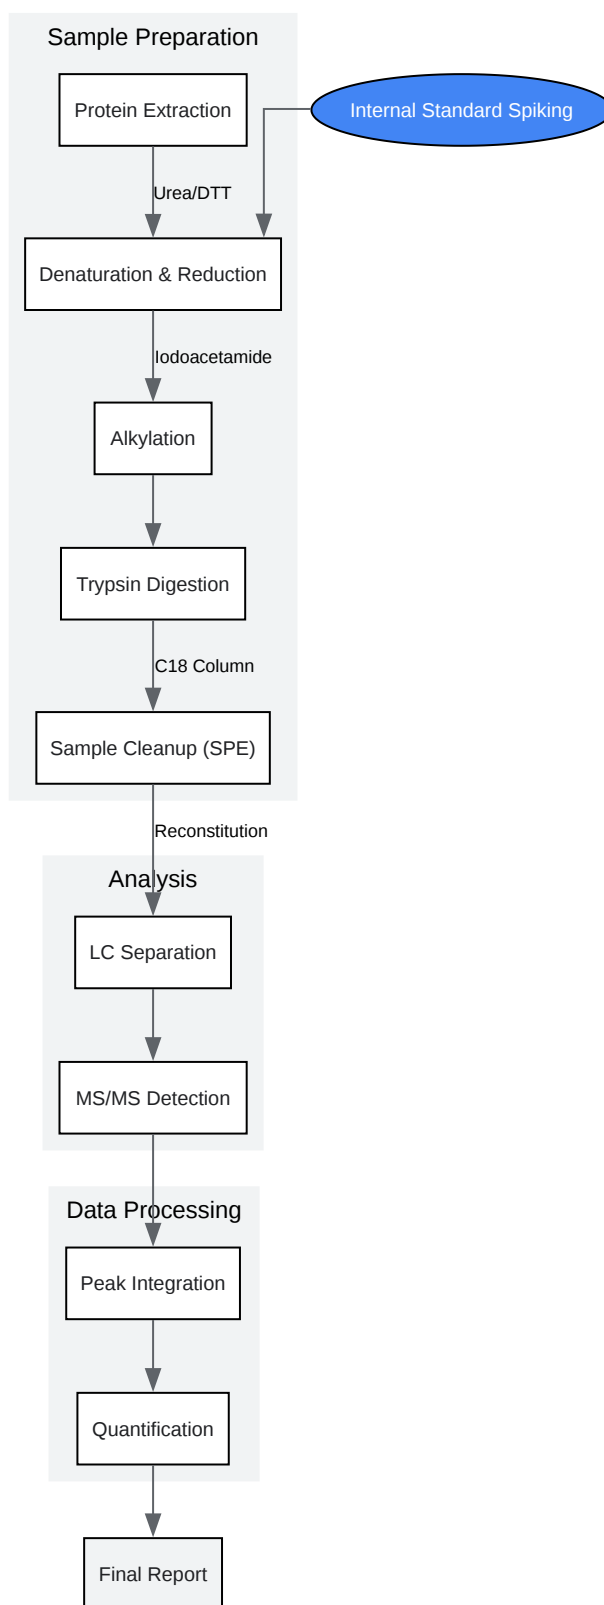 Sample Preparation
Protein Extraction
Internal Standard Spiking
Urea/DTT
Denaturation & Reduction
Iodoacetamide
Alkylation
Trypsin Digestion
C18 Column
Sample Cleanup (SPE)
Reconstitution
Analysis
LC Separation
MS/MS Detection
Data Processing
Peak Integration
Quantification
Final Report